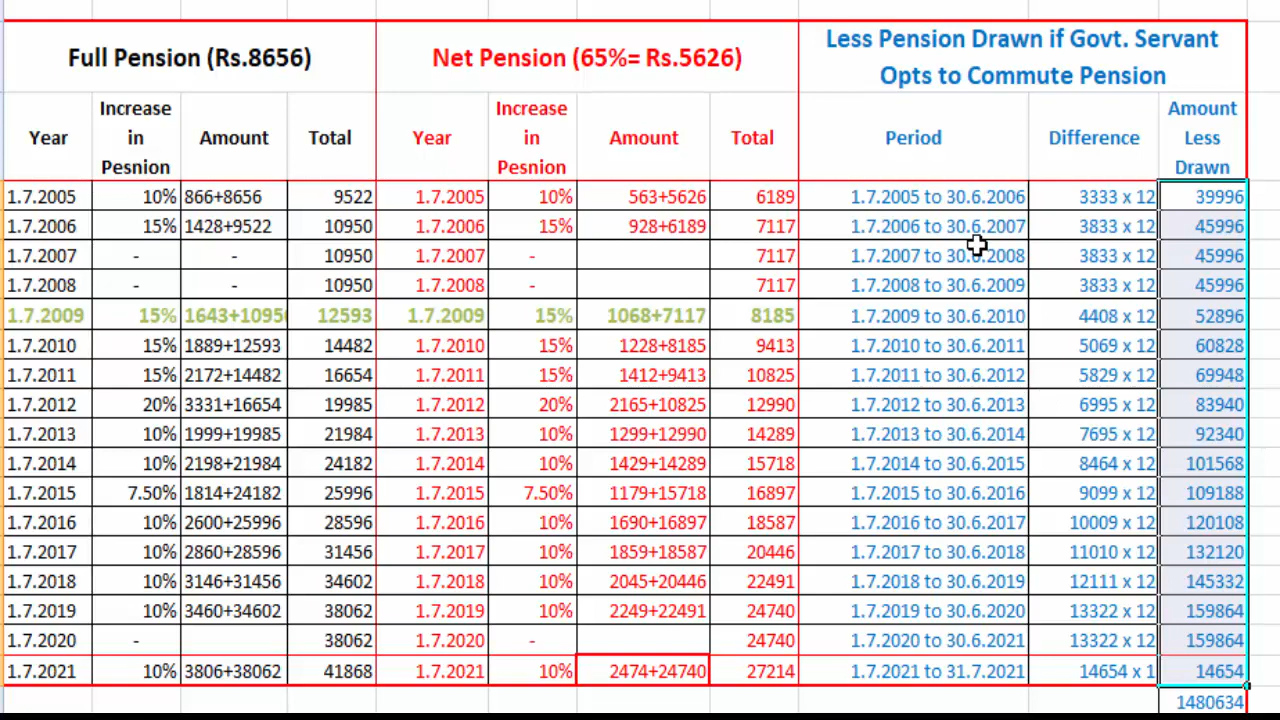 Full Pension (Rs.8656) Net Pension (65%= Rs.5626) Less Pension Drawn if Govt. Servant
Opts to Commute Pension
Year Increase in Pesnion Amount Total Year Increase in Pesnion Amount Total Period Difference Amount Less Drawn
1.7.2005 10% 866+8656 9522 1.7.2005 10% 563+5626 6189 1.7.2005 to 30.6.2006 3333 x 12 39996
1.7.2006 15% 1428+9522 10950 1.7.2006 15% 928+6189 7117 1.7.2006 to 30.6.2007 3833 x 12 45996
1.7.2007 - - 10950 1.7.2007 - 7117 1.7.2007 to 30.6.2008 3833 x 12 45996
1.7.2008 - - 10950 1.7.2008 - 7117 1.7.2008 to 30.6.2009 3833 x 12 45996
1.7.2009 15% 1643+1095 12593 1.7.2009 15% 1068+7117 8185 1.7.2009 to 30.6.2010 4408 x 12 52896
1.7.2010 15% 1889+12593 14482 1.7.2010 15% 1228+8185 9413 1.7.2010 to 30.6.2011 5069 x 12 60828
1.7.2011 15% 2172+14482 16654 1.7.2011 15% 1412+9413 10825 1.7.2011 to 30.6.2012 5829 x 12 69948
1.7.2012 20% 3331+16654 19985 1.7.2012 20% 2165+10825 12990 1.7.2012 to 30.6.2013 6995 x 12 83940
1.7.2013 10% 1999+19985 21984 1.7.2013 10% 1299+12990 14289 1.7.2013 to 30.6.2014 7695 x 12 92340
1.7.2014 10% 2198+21984 24182 1.7.2014 10% 1429+14289 15718 1.7.2014 to 30.6.2015 8464 x 12 101568
1.7.2015 7.50% 1814+24182 25996 1.7.2015 7.50% 1179+15718 16897 1.7.2015 to 30.6.2016 9099 x 12 109188
1.7.2016 10% 2600+25996 28596 1.7.2016 10% 1690+16897 18587 1.7.2016 to 30.6.2017 10009 x 12 120108
1.7.2017 10% 2860+28596 31456 1.7.2017 10% 1859+18587 20446 1.7.2017 to 30.6.2018 11010 x 12 132120
1.7.2018 10% 3146+31456 34602 1.7.2018 10% 2045+20446 22491 1.7.2018 to 30.6.2019 12111 x 12 145332
1.7.2019 10% 3460+34602 38062 1.7.2019 10% 2249+22491 24740 1.7.2019 to 30.6.2020 13322 x 12 159864
1.7.2020 - 38062 1.7.2020 - 24740 1.7.2020 to 30.6.2021 13322 x 12 159864
1.7.2021 10% 3806+38062 41868 1.7.2021 10% 2474+24740 27214 1.7.2021 to 31.7.2021 14654 x 1 14654
1480634